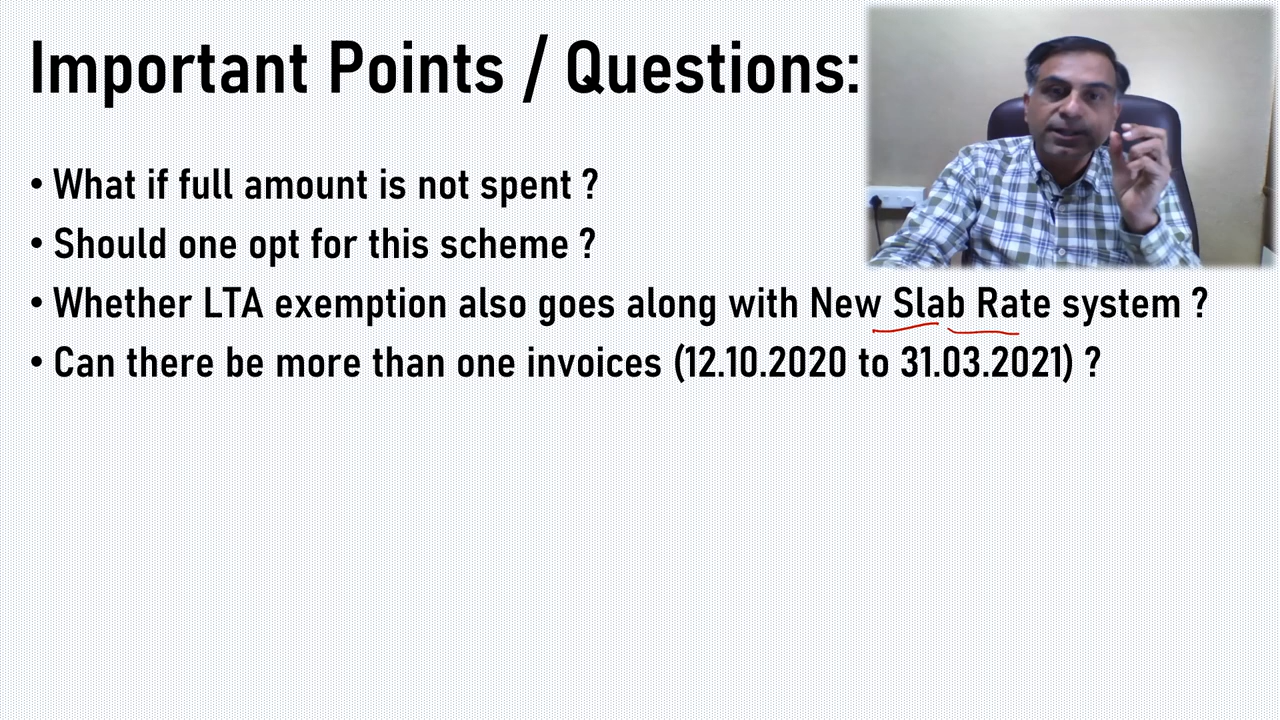 Important Points / Questions:
• What if full amount is not spent ?
• Should one opt for this scheme ?
• Whether LTA exemption also goes along with New Slab Rate system ?
• Can there be more than one invoices (12.10.2020 to 31.03.2021) ?